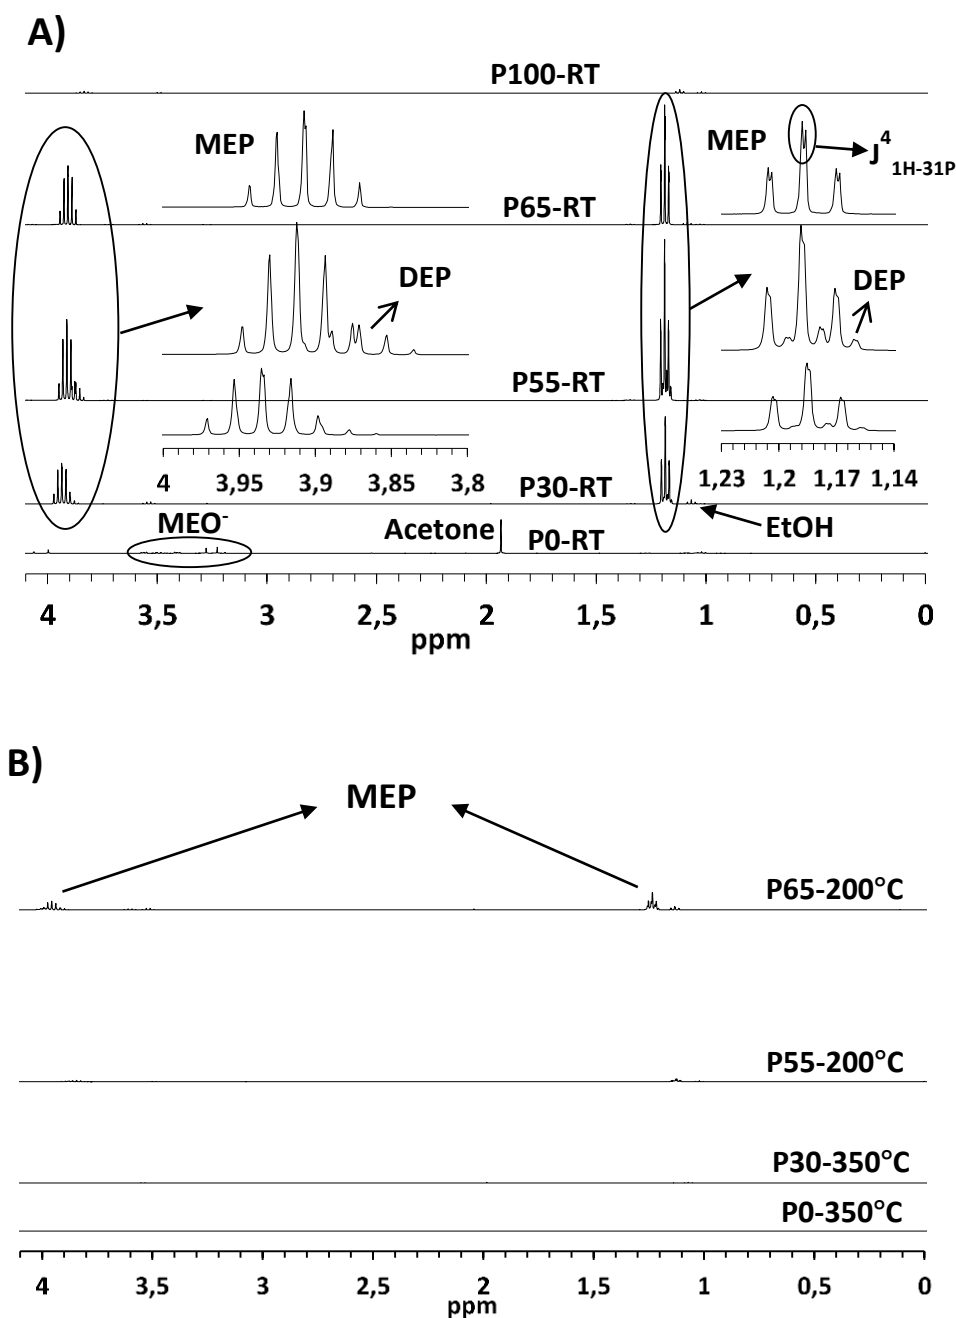 A)
P100-RT
MEP
MEP
J⁴ 1H-31P
P65-RT
DEP
DEP
P55-RT
4 3,95 3,9 3,85 3,8
1,23 1,2 1,17 1,14
P30-RT
MEO⁻
EtOH
Acetone
P0-RT
4 3,5 3 2,5 2 1,5 1 0,5 0
ppm
B)
MEP
P65-200°C
P55-200°C
P30-350°C
P0-350°C
4 3,5 3 2,5 2 1,5 1 0,5 0
ppm